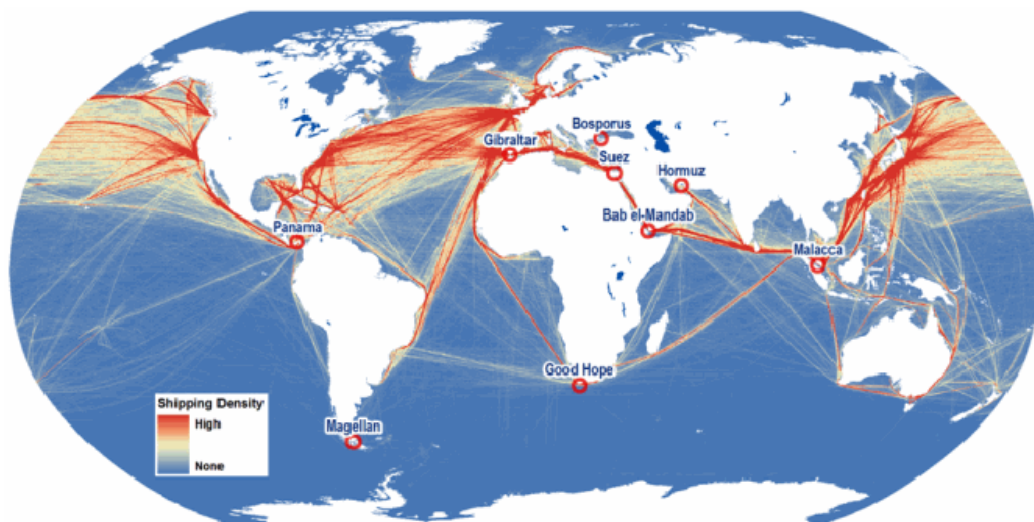 Bosporus
Gibraltar
Suez
Hormuz
Bab el-Mandab
Panama
Malacca
Good Hope
Magellan
Shipping Density
High
None